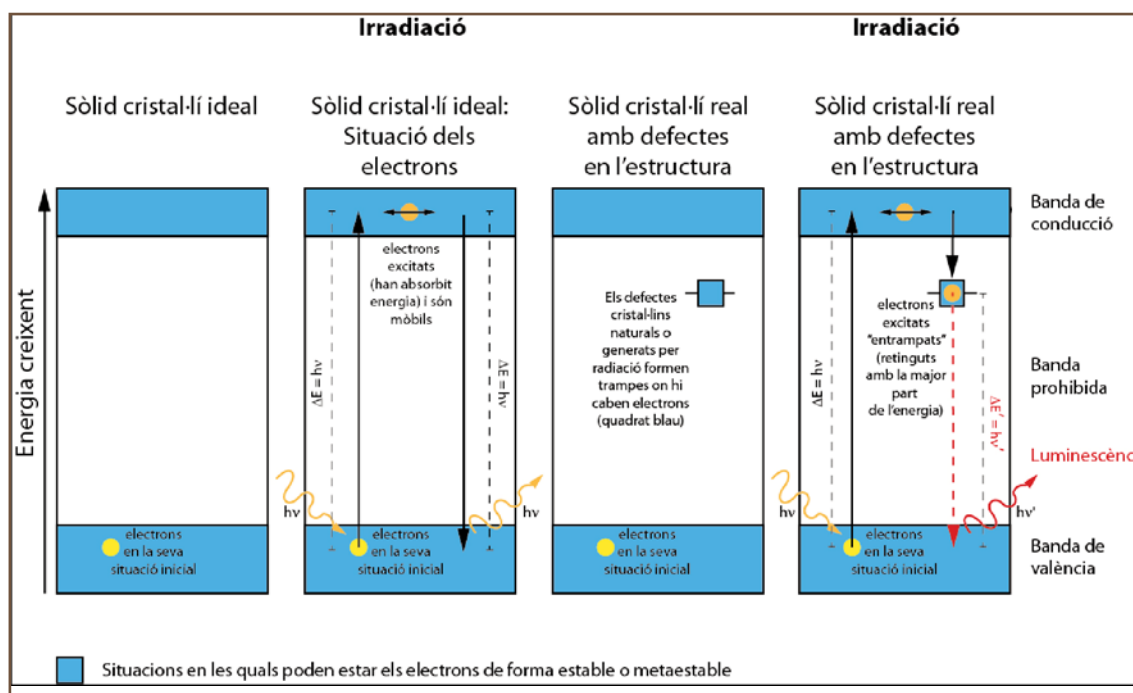 Irradiació
Irradiació
Sòlid cristal·lí ideal
Sòlid cristal·lí ideal:
Situació dels
electrons
Sòlid cristal·lí real
amb defectes
en l'estructura
Sòlid cristal·lí real
amb defectes
en l'estructura
Energia creixent
electrons
en la seva
situació inicial
electrons
excitats
(han absorbit
energia) i són
mòbils
ΔE = hν
ΔE = hν
hν
hν
electrons
en la seva
situació inicial
Els defectes
cristal·lins
naturals o
generats per
radiació formen
trampes on hi
caben electrons
(quadrat blau)
electrons
en la seva
situació inicial
electrons
excitats
"entrampats"
(retinguts
amb la major
part
de l'energia)
ΔE = hν
ΔE' = hν'
hν
hν'
electrons
en la seva
situació inicial
Banda de
conducció
Banda
prohibida
Luminescènc
Banda de
valència
Situacions en les quals poden estar els electrons de forma estable o metaestable